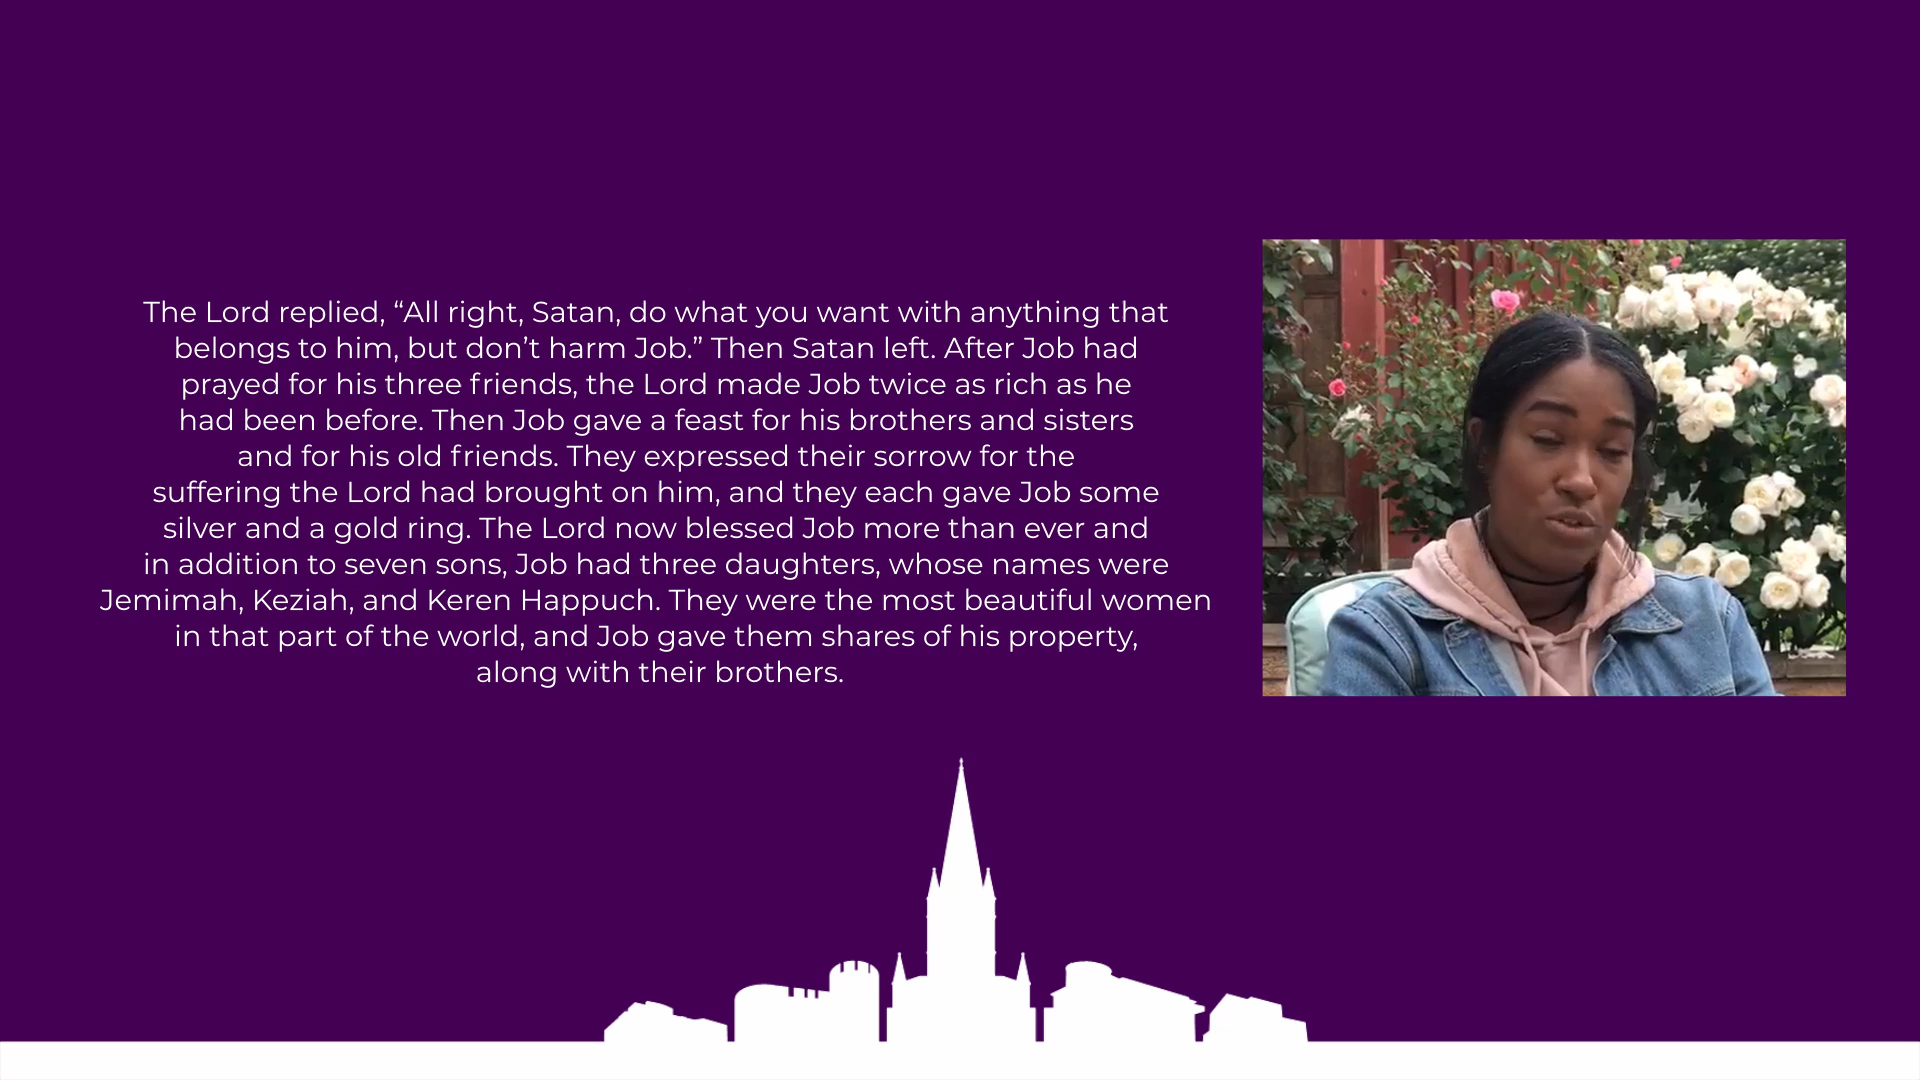 The Lord replied, “All right, Satan, do what you want with anything that
belongs to him, but don’t harm Job.” Then Satan left. After Job had
prayed for his three friends, the Lord made Job twice as rich as he
had been before. Then Job gave a feast for his brothers and sisters
and for his old friends. They expressed their sorrow for the
suffering the Lord had brought on him, and they each gave Job some
silver and a gold ring. The Lord now blessed Job more than ever and
in addition to seven sons, Job had three daughters, whose names were
Jemimah, Keziah, and Keren Happuch. They were the most beautiful women
in that part of the world, and Job gave them shares of his property,
along with their brothers.